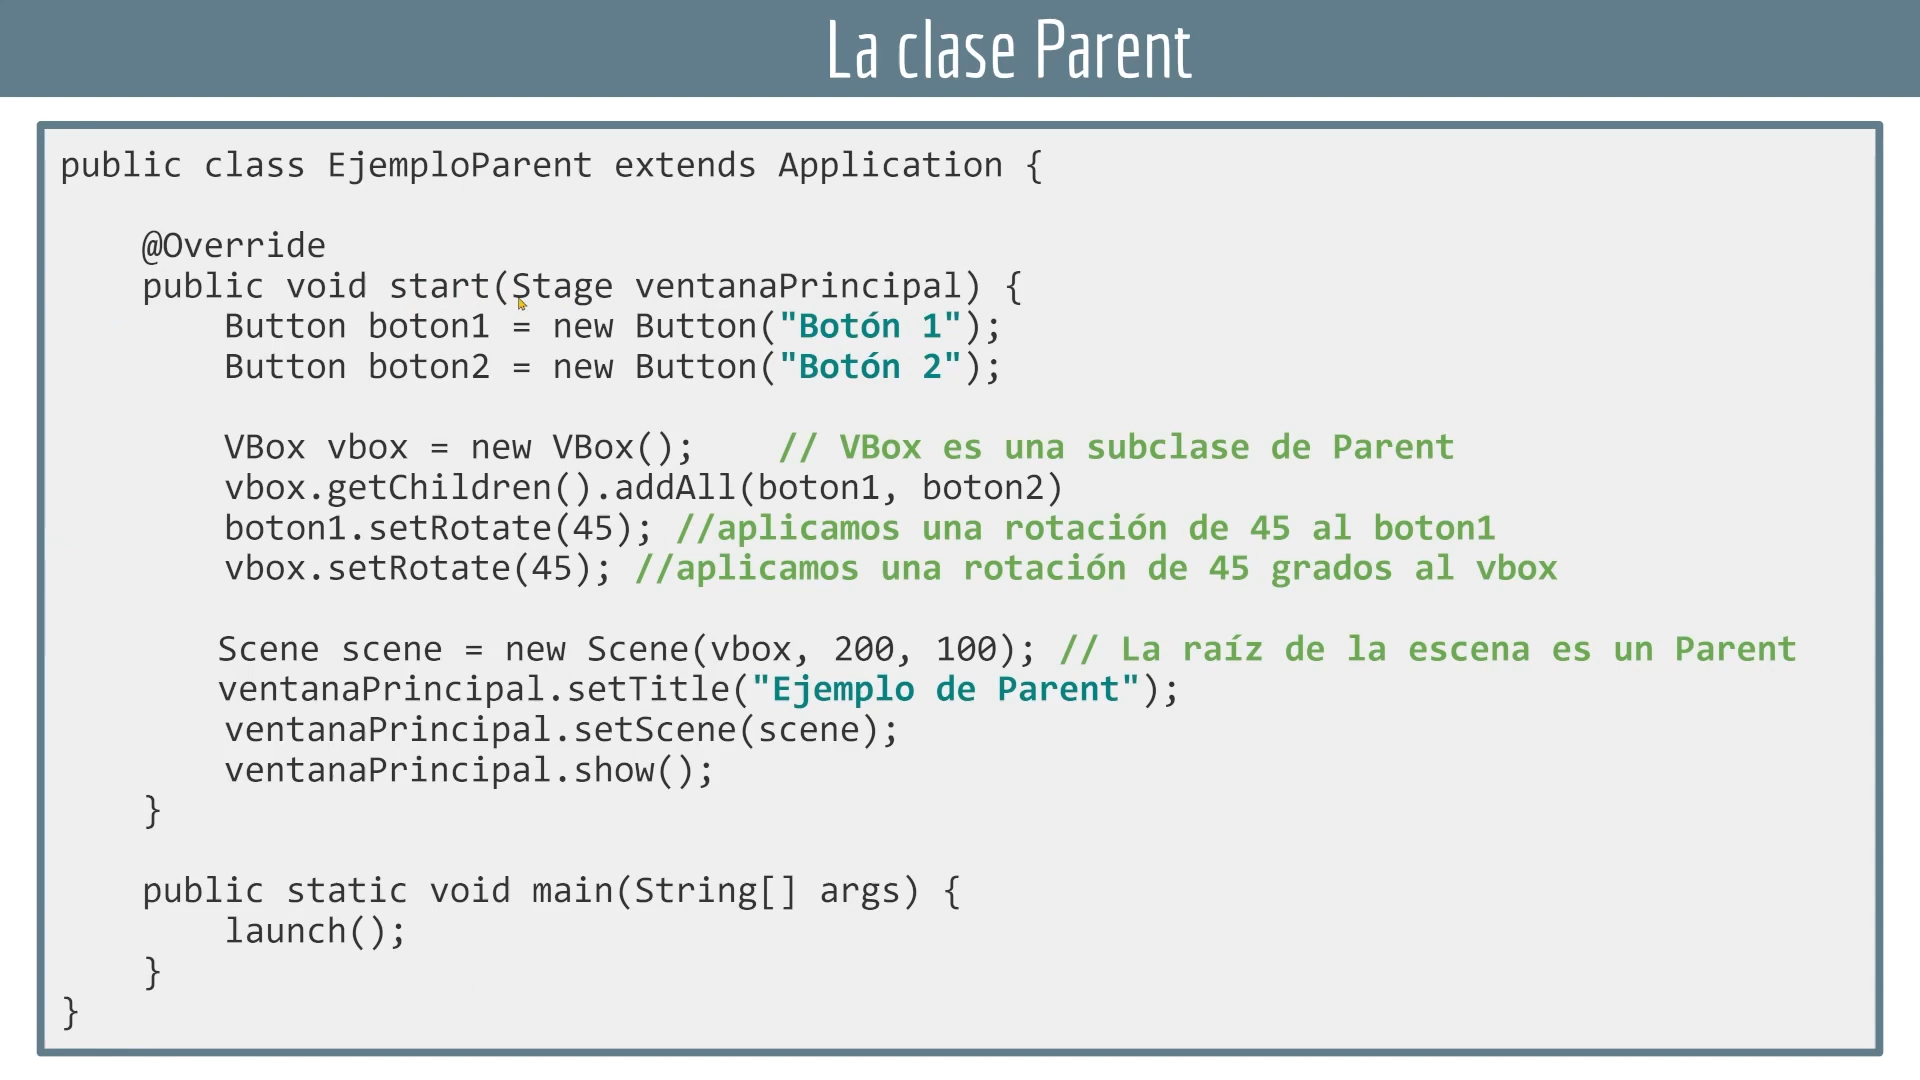 La clase Parent
public class EjemploParent extends Application {
@Override
public void start(Stage ventanaPrincipal) {
Button boton1 = new Button("Botón 1");
Button boton2 = new Button("Botón 2");
VBox vbox = new VBox();    // VBox es una subclase de Parent
vbox.getChildren().addAll(boton1, boton2)
boton1.setRotate(45); //aplicamos una rotación de 45 al boton1
vbox.setRotate(45); //aplicamos una rotación de 45 grados al vbox
Scene scene = new Scene(vbox, 200, 100); // La raíz de la escena es un Parent
ventanaPrincipal.setTitle("Ejemplo de Parent");
ventanaPrincipal.setScene(scene);
ventanaPrincipal.show();
}
public static void main(String[] args) {
launch();
}
}